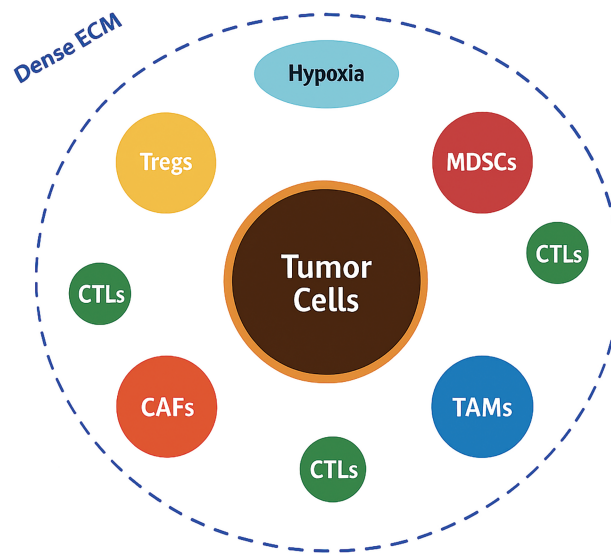 Dense ECM
Hypoxia
Tregs
MDSCs
CTLs
Tumor
Cells
CTLs
CAFs
TAMs
CTLs